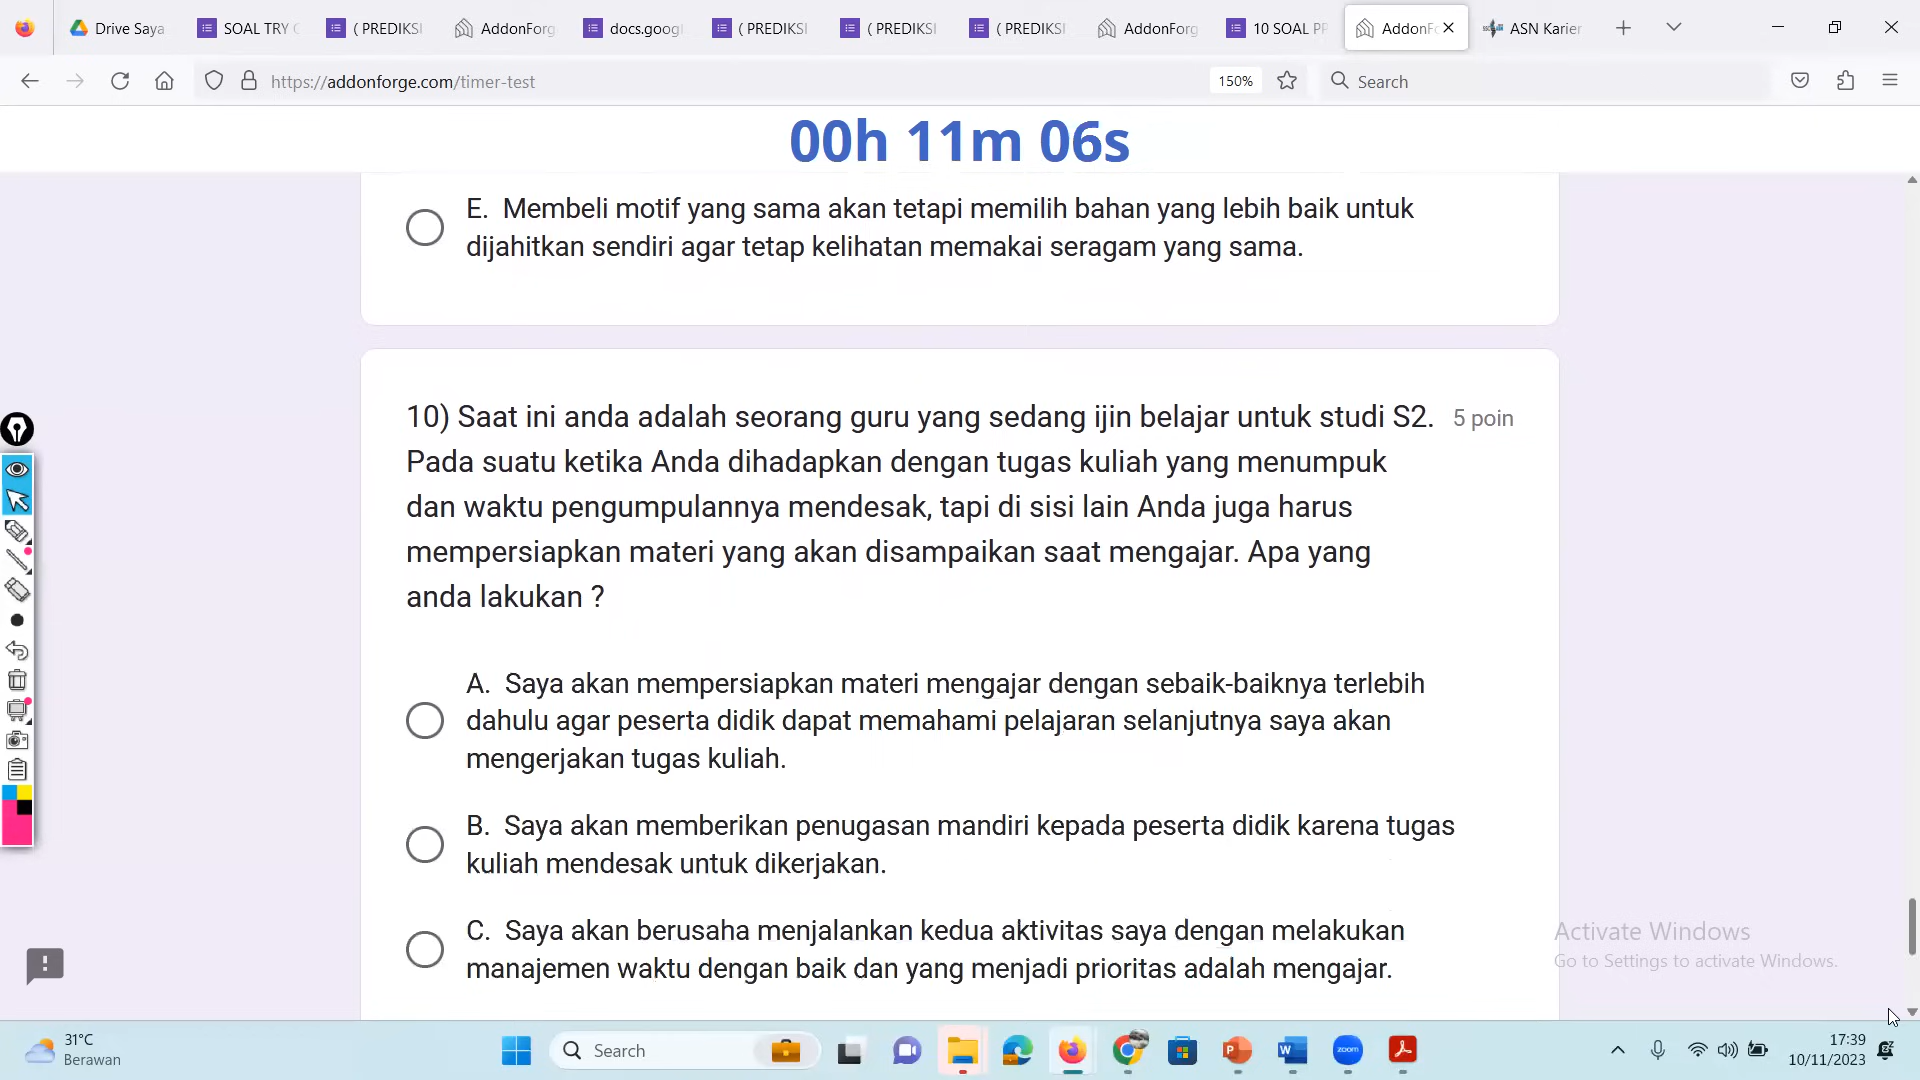 Drive Saya
SOAL TRY
( PREDIKSI
AddonForg
docs.googl
( PREDIKSI
( PREDIKSI
( PREDIKSI
AddonForg
10 SOAL PP
AddonFo
ASN Karier
https://addonforge.com/timer-test
150%
Search
00h 11m 06s
E. Membeli motif yang sama akan tetapi memilih bahan yang lebih baik untuk
dijahitkan sendiri agar tetap kelihatan memakai seragam yang sama.
10) Saat ini anda adalah seorang guru yang sedang ijin belajar untuk studi S2.
5 poin
Pada suatu ketika Anda dihadapkan dengan tugas kuliah yang menumpuk
dan waktu pengumpulannya mendesak, tapi di sisi lain Anda juga harus
mempersiapkan materi yang akan disampaikan saat mengajar. Apa yang
anda lakukan ?
A. Saya akan mempersiapkan materi mengajar dengan sebaik-baiknya terlebih
dahulu agar peserta didik dapat memahami pelajaran selanjutnya saya akan
mengerjakan tugas kuliah.
B. Saya akan memberikan penugasan mandiri kepada peserta didik karena tugas
kuliah mendesak untuk dikerjakan.
C. Saya akan berusaha menjalankan kedua aktivitas saya dengan melakukan
manajemen waktu dengan baik dan yang menjadi prioritas adalah mengajar.
Activate Windows
Go to Settings to activate Windows.
31°C
Berawan
Search
zoom
17:39
10/11/2023